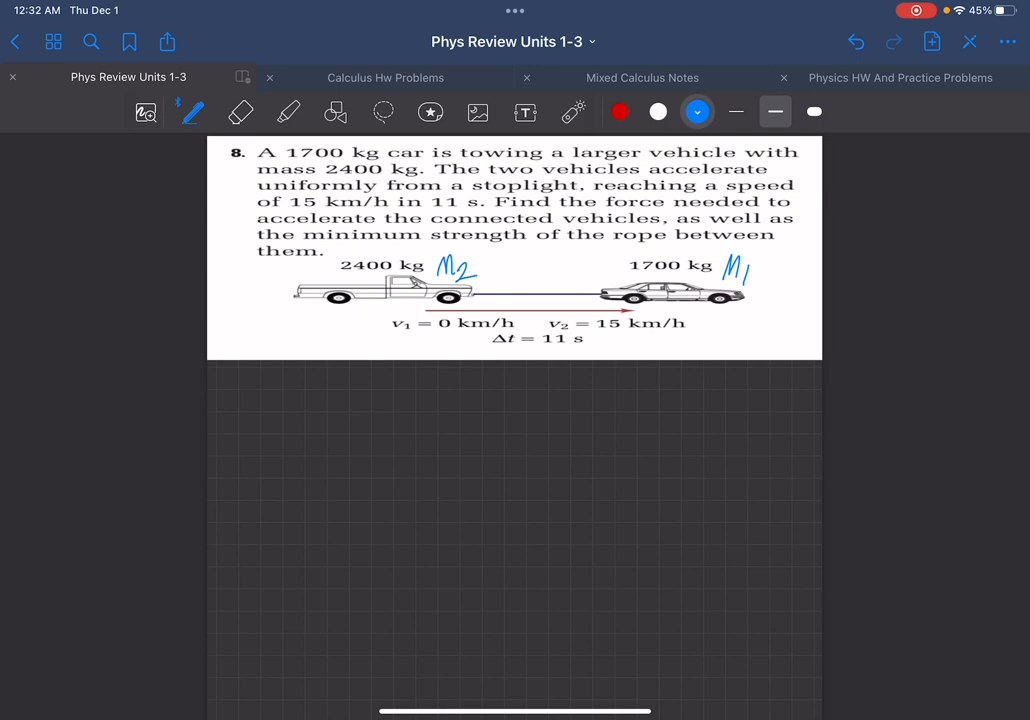 12:32 AM Thu Dec 1
45%
Phys Review Units 1-3
Phys Review Units 1-3
Calculus Hw Problems
Mixed Calculus Notes
Physics HW And Practice Problems
T
8. A 1700 kg car is towing a larger vehicle with
mass 2400 kg. The two vehicles accelerate
uniformly from a stoplight, reaching a speed
of 15 km/h in 11 s. Find the force needed to
accelerate the connected vehicles, as well as
the minimum strength of the rope between
them.
2400 kg M2 1700 kg M1
v₁ = 0 km/h v₂ = 15 km/h
Δt = 11 s